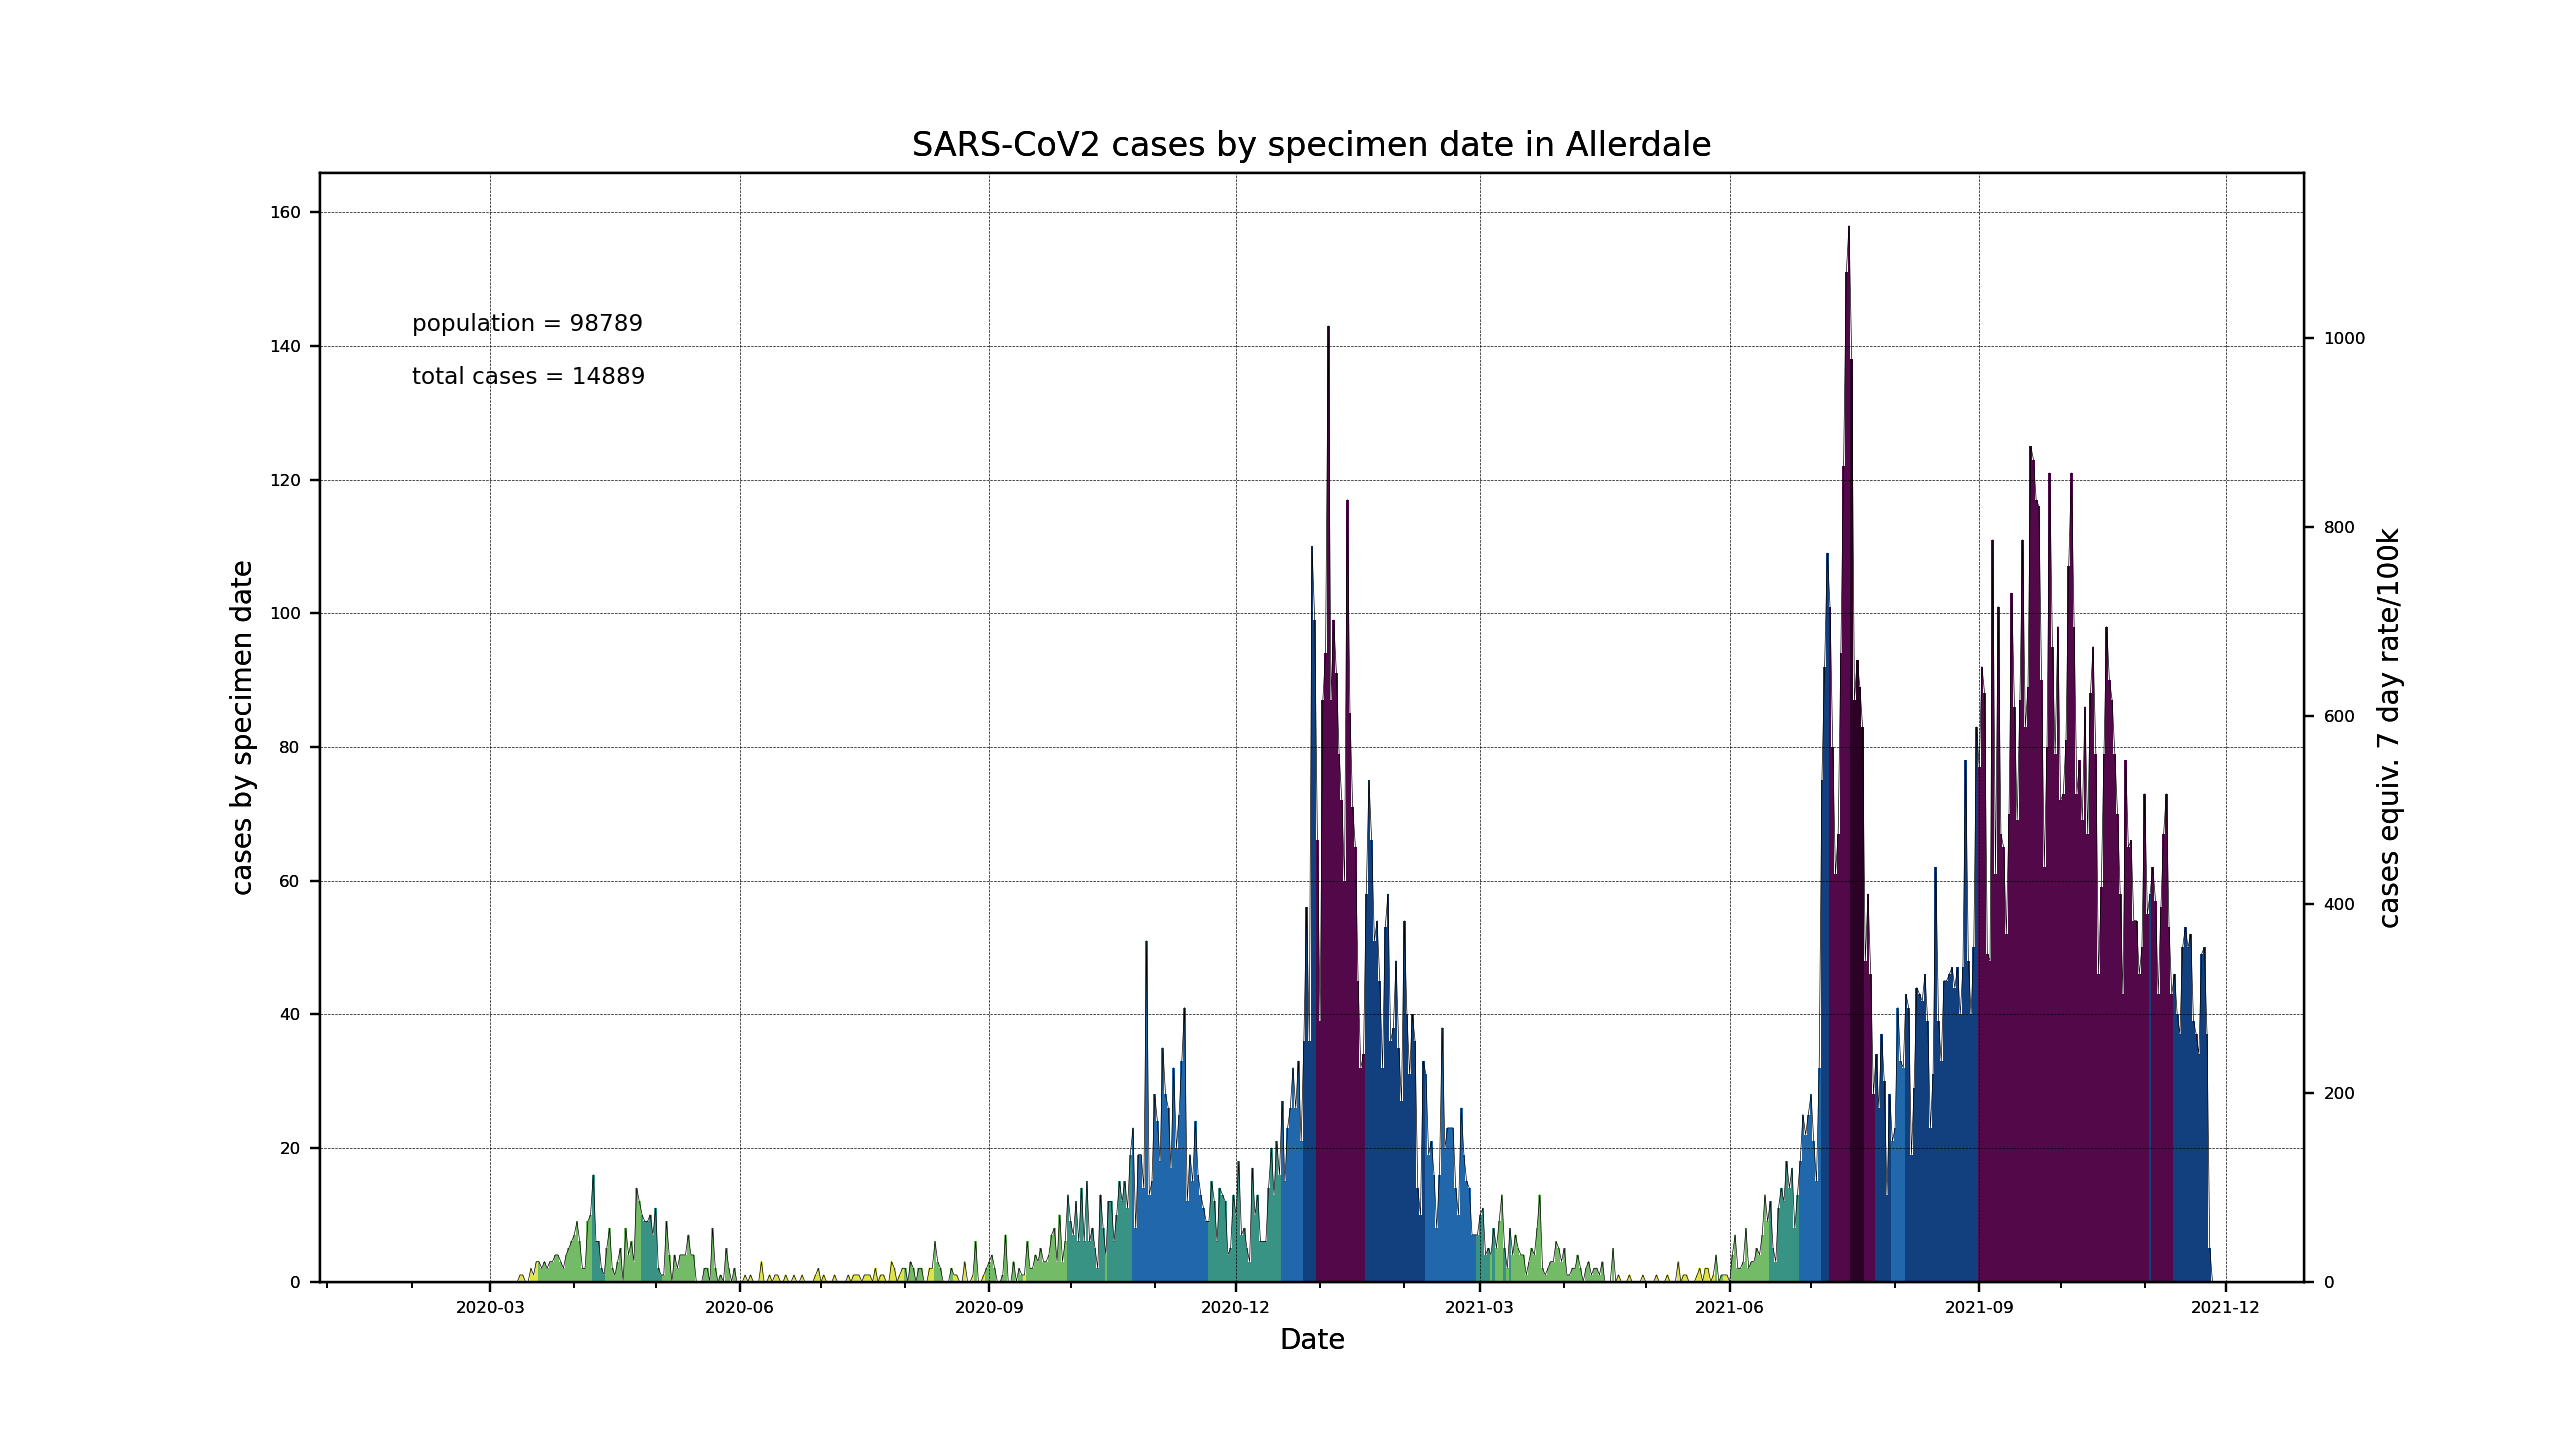 SARS-CoV2 cases by specimen date in Allerdale
population = 98789
total cases = 14889
cases by specimen date
160
140
120
100
80
60
40
20
0
1000
800
600
400
200
0
cases equiv. 7 day rate/100k
2020-03 2020-06 2020-09 2020-12 2021-03 2021-06 2021-09 2021-12
Date